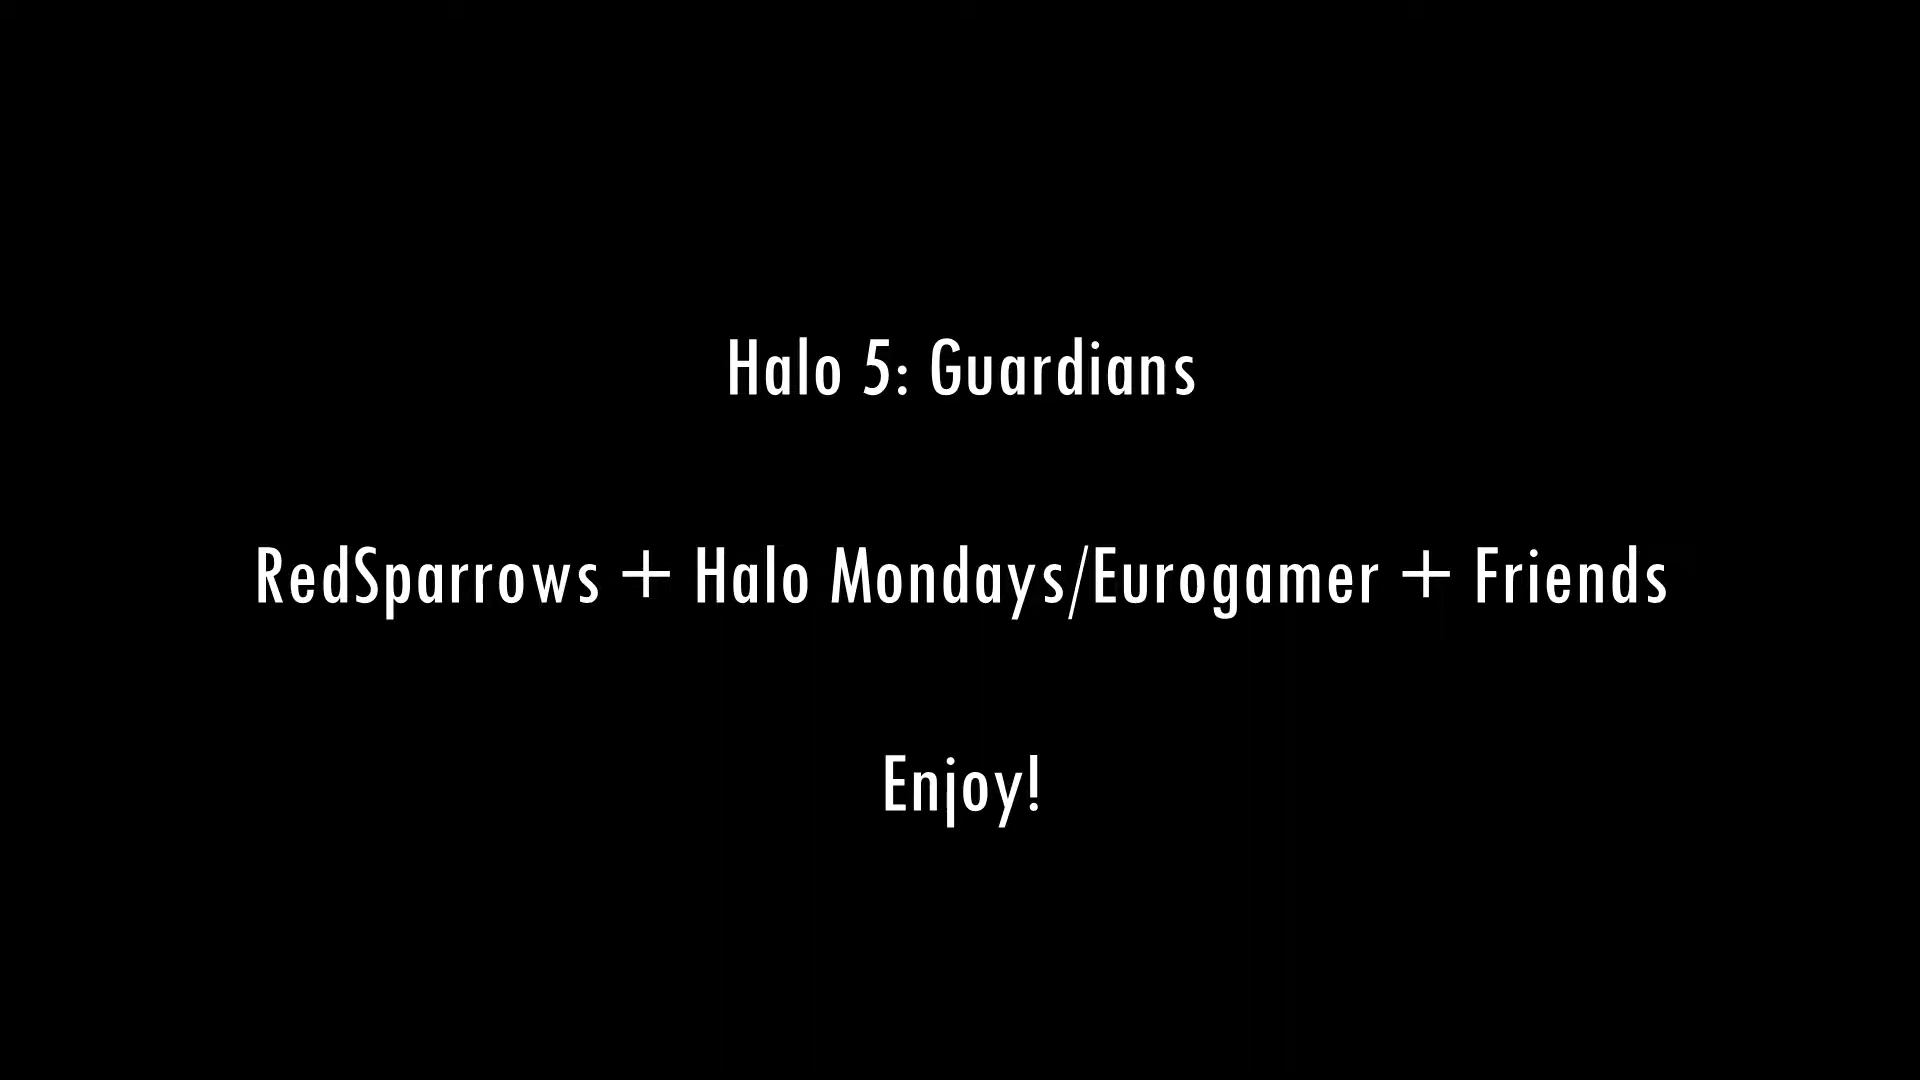 Halo 5: Guardians
RedSparrows + Halo Mondays/Eurogamer + Friends
Enjoy!